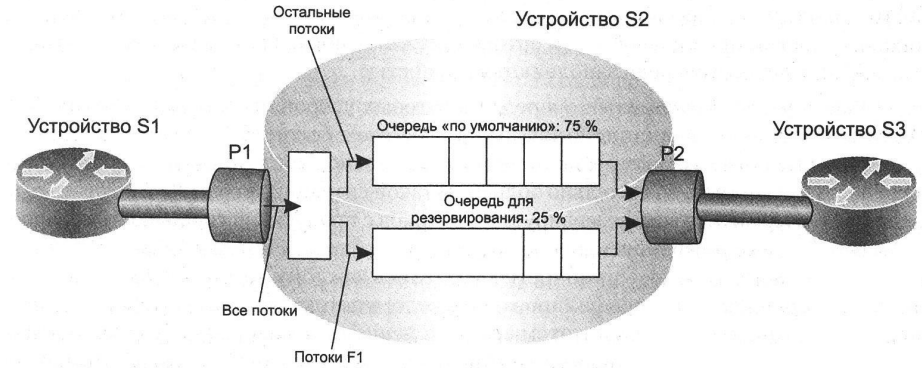 Остальные
потоки
Устройство S2
Устройство S1
Устройство S3
Очередь «по умолчанию»: 75 %
P1
P2
Очередь для
резервирования: 25 %
Все потоки
Потоки F1